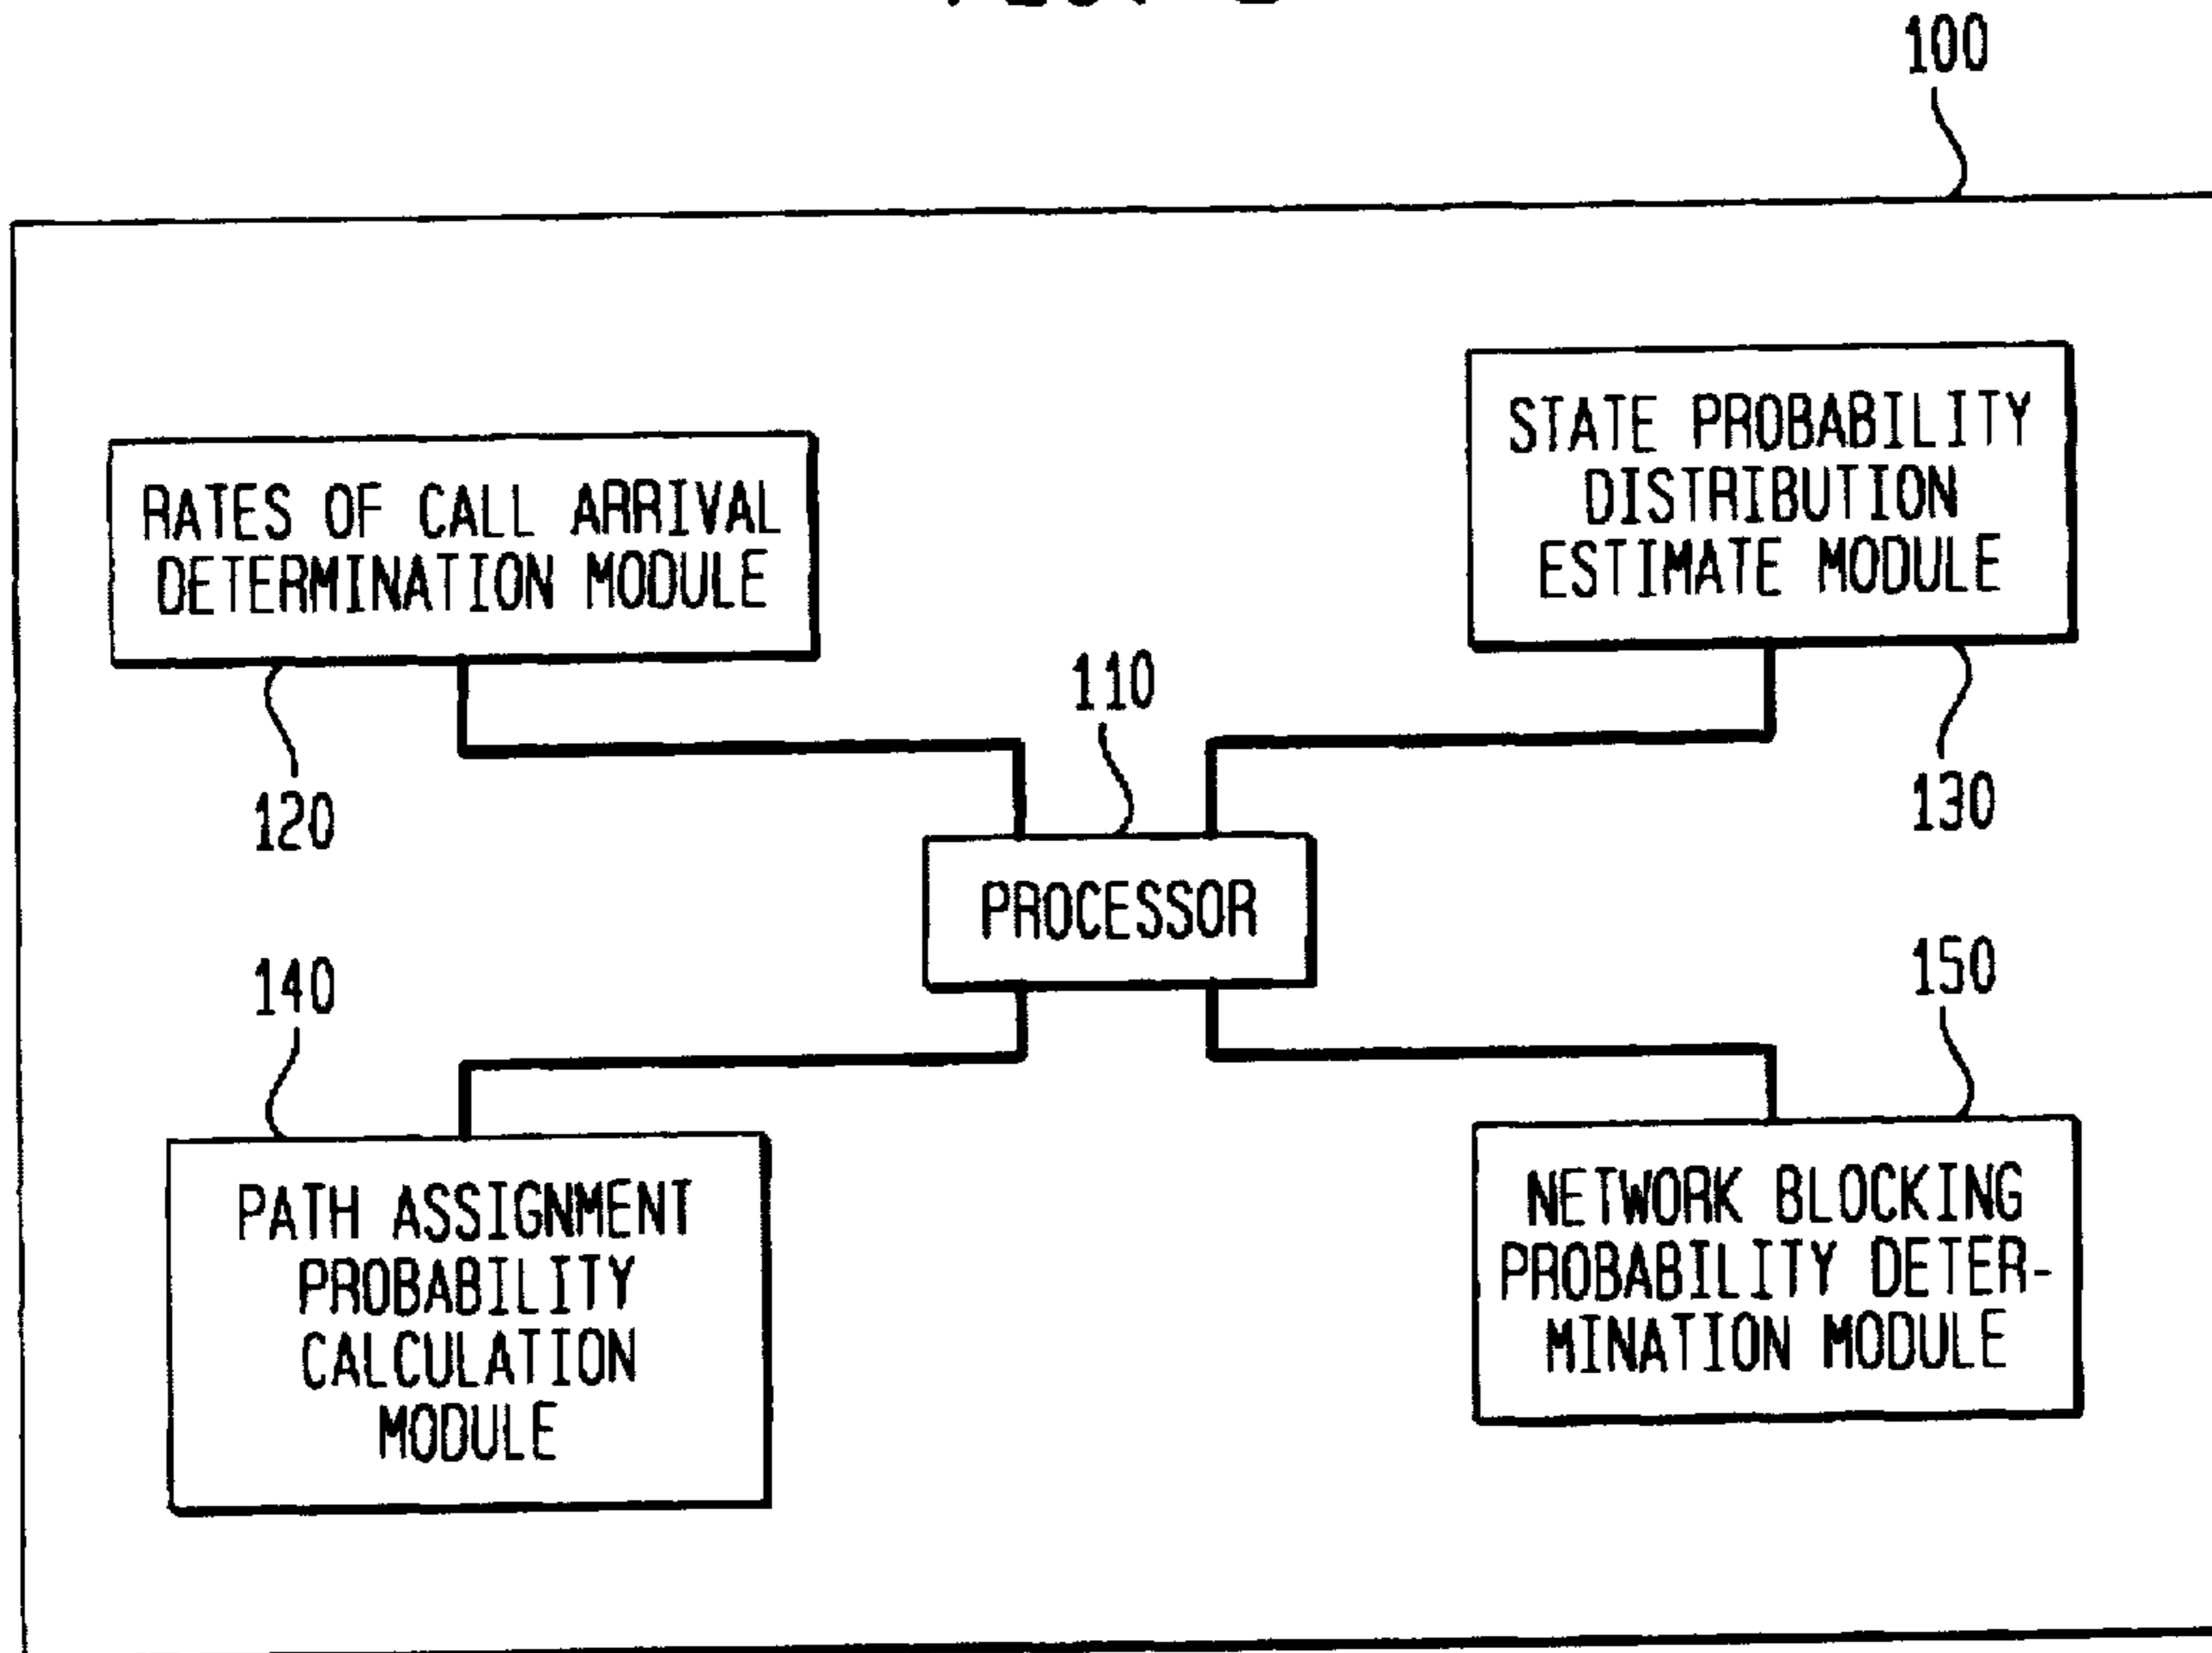 100
STATE PROBABILITY
DISTRIBUTION
ESTIMATE MODULE
RATES OF CALL ARRIVAL
DETERMINATION MODULE
110
120
130
PROCESSOR
140
150
PATH ASSIGNMENT
PROBABILITY
CALCULATION
MODULE
NETWORK BLOCKING
PROBABILITY DETER-
MINATION MODULE